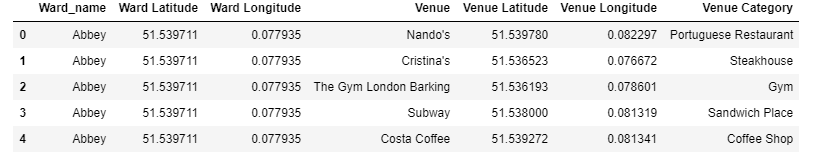 Ward_name Ward Latitude Ward Longitude Venue Venue Latitude Venue Longitude Venue Category
0 Abbey 51.539711 0.077935 Nando's 51.539780 0.082297 Portuguese Restaurant
1 Abbey 51.539711 0.077935 Cristina's 51.536523 0.076672 Steakhouse
2 Abbey 51.539711 0.077935 The Gym London Barking 51.536193 0.078601 Gym
3 Abbey 51.539711 0.077935 Subway 51.538000 0.081319 Sandwich Place
4 Abbey 51.539711 0.077935 Costa Coffee 51.539272 0.081341 Coffee Shop